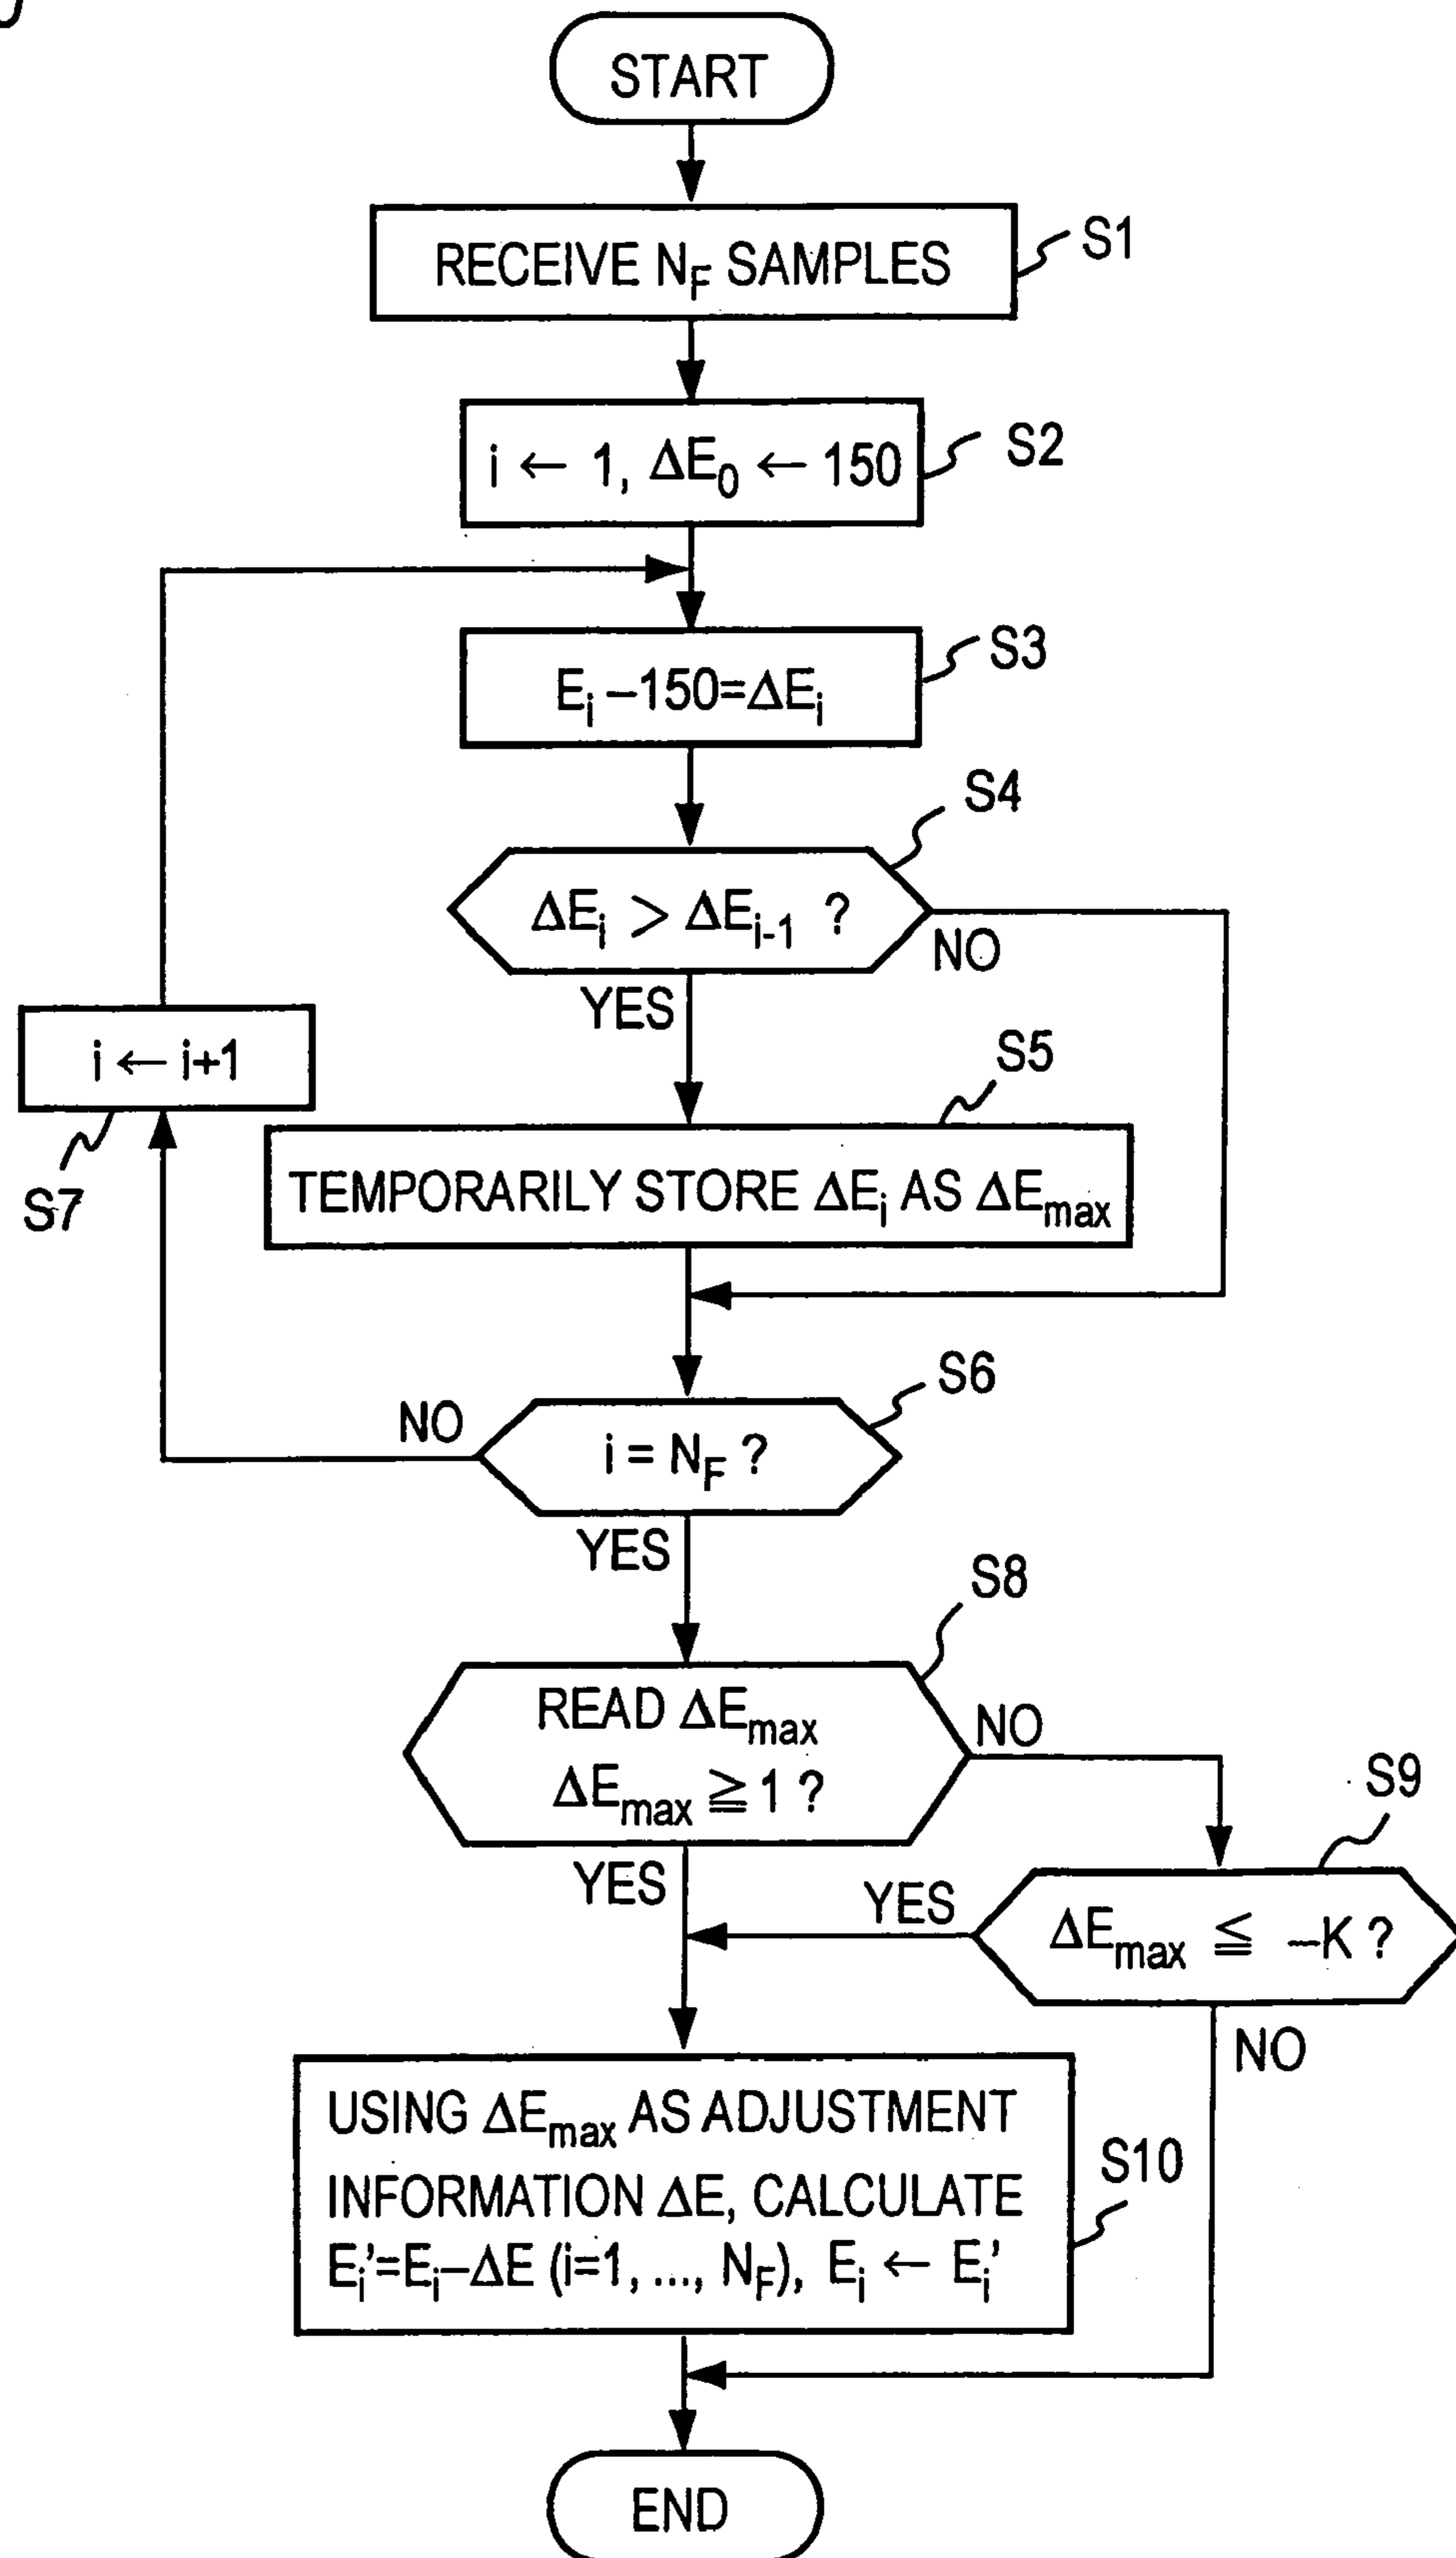 START
RECEIVE N_F SAMPLES
S1
i ← 1, ΔE_0 ← 150
S2
E_i –150=ΔE_i
S3
ΔE_i > ΔE_i-1 ?
S4
NO
YES
i ← i+1
S7
S5
TEMPORARILY STORE ΔE_i AS ΔE_max
S6
NO
i = N_F ?
YES
S8
READ ΔE_max
ΔE_max ≧ 1 ?
NO
YES
S9
YES
ΔE_max ≦ –K ?
NO
USING ΔE_max AS ADJUSTMENT
INFORMATION ΔE, CALCULATE
E_i'=E_i–ΔE (i=1, ..., N_F), E_i ← E_i'
S10
END